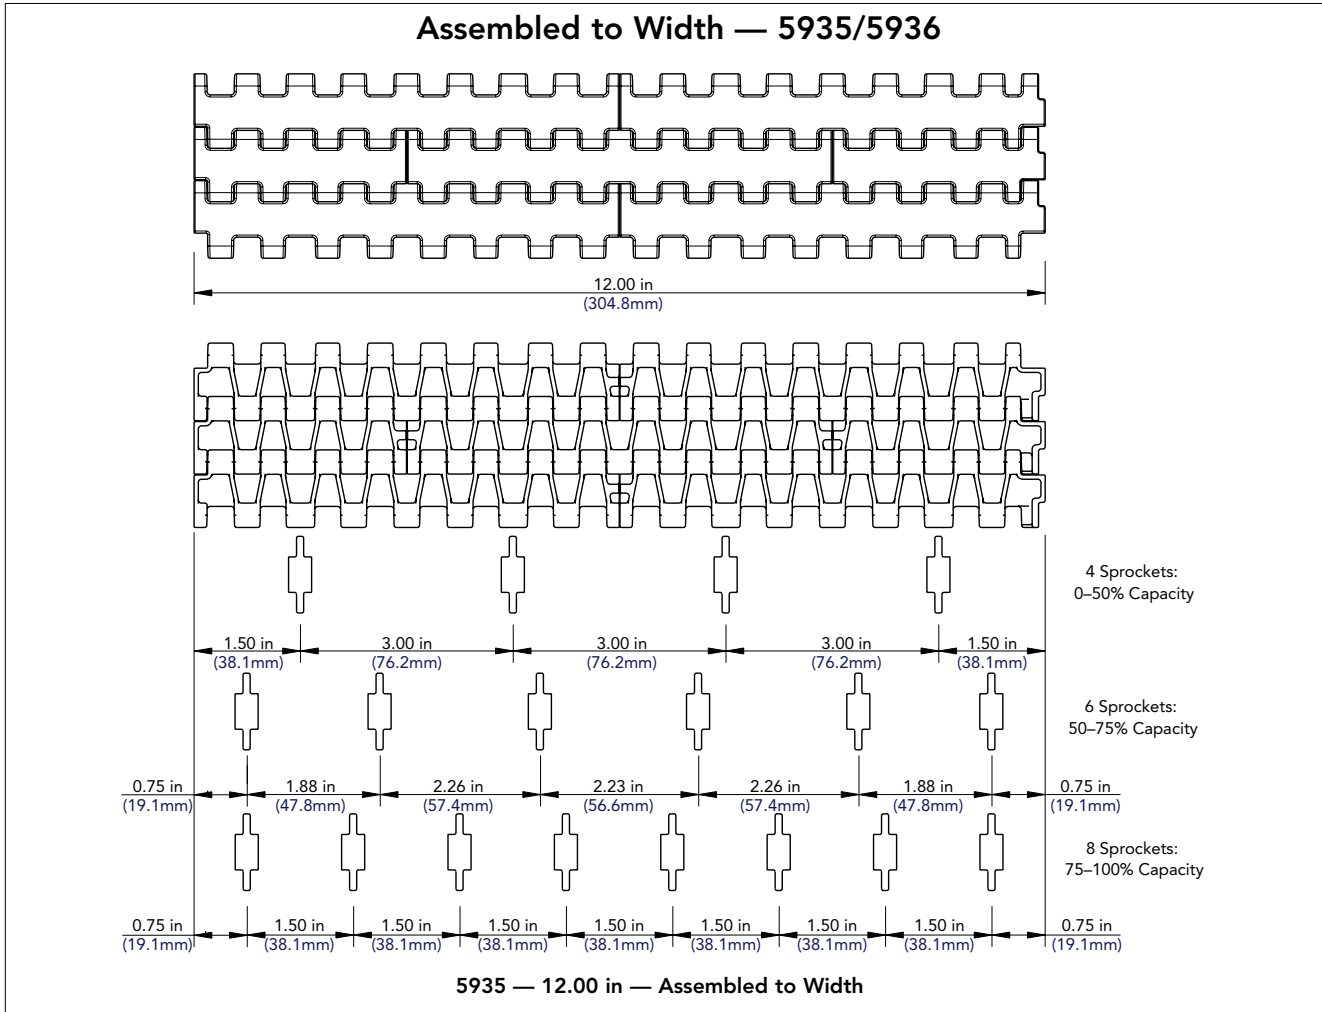 Assembled to Width — 5935/5936
12.00 in
(304.8mm)
4 Sprockets:
0–50% Capacity
1.50 in 3.00 in 3.00 in 3.00 in 1.50 in
(38.1mm) (76.2mm) (76.2mm) (76.2mm) (38.1mm)
6 Sprockets:
50–75% Capacity
0.75 in 1.88 in 2.26 in 2.23 in 2.26 in 1.88 in 0.75 in
(19.1mm) (47.8mm) (57.4mm) (56.6mm) (57.4mm) (47.8mm) (19.1mm)
8 Sprockets:
75–100% Capacity
0.75 in 1.50 in 1.50 in 1.50 in 1.50 in 1.50 in 1.50 in 1.50 in 0.75 in
(19.1mm) (38.1mm) (38.1mm) (38.1mm) (38.1mm) (38.1mm) (38.1mm) (38.1mm) (19.1mm)
5935 — 12.00 in — Assembled to Width